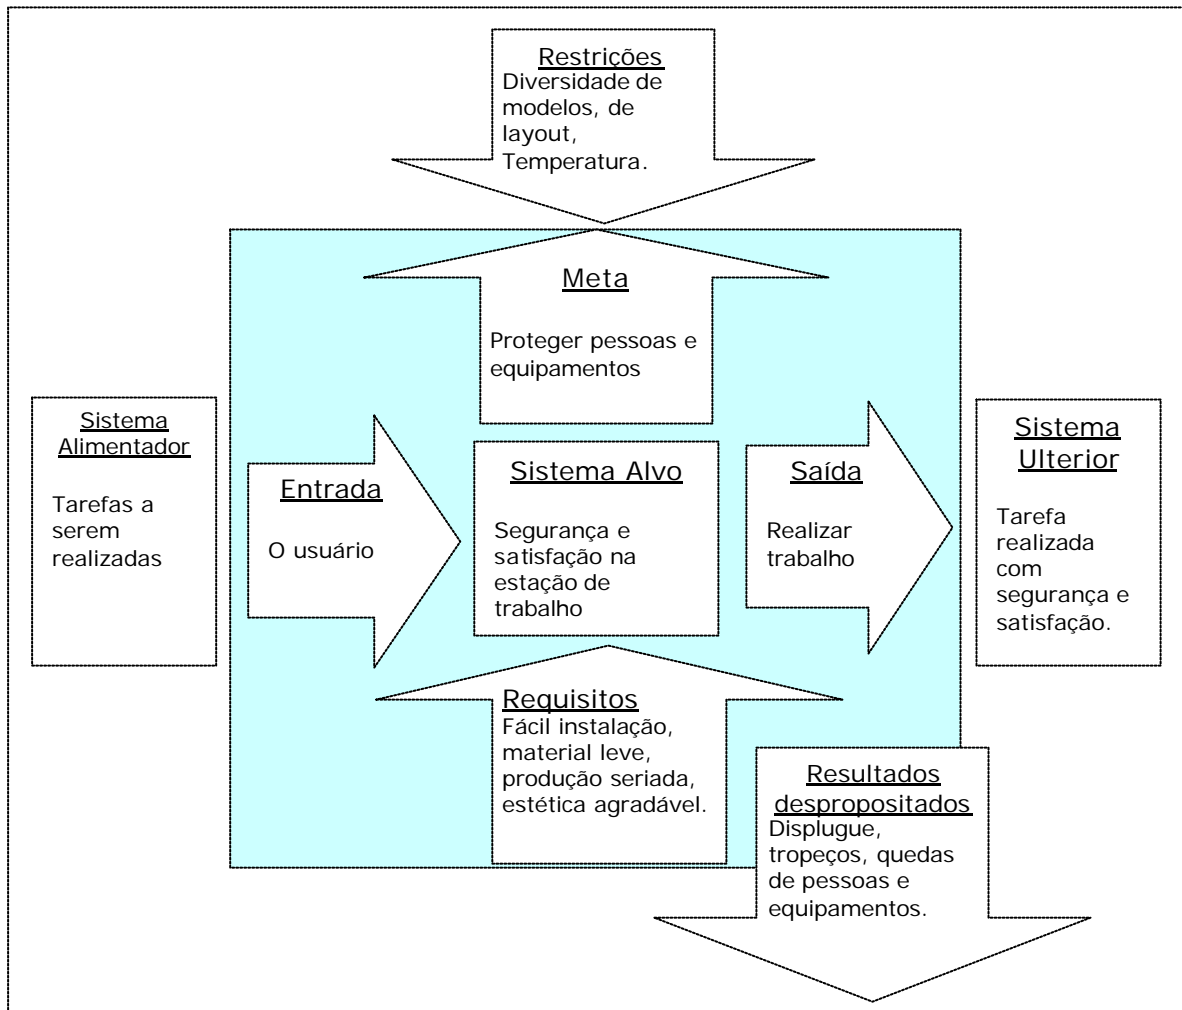 Restrições
Diversidade de
modelos, de
layout,
Temperatura.
Meta
Proteger pessoas e
equipamentos
Sistema
Alimentador
Tarefas a
serem
realizadas
Entrada
O usuário
Sistema Alvo
Segurança e
satisfação na
estação de
trabalho
Saída
Realizar
trabalho
Sistema
Ulterior
Tarefa
realizada
com
segurança e
satisfação.
Requisitos
Fácil instalação,
material leve,
produção seriada,
estética agradável.
Resultados
despropositados
Displugue,
tropeços, quedas
de pessoas e
equipamentos.